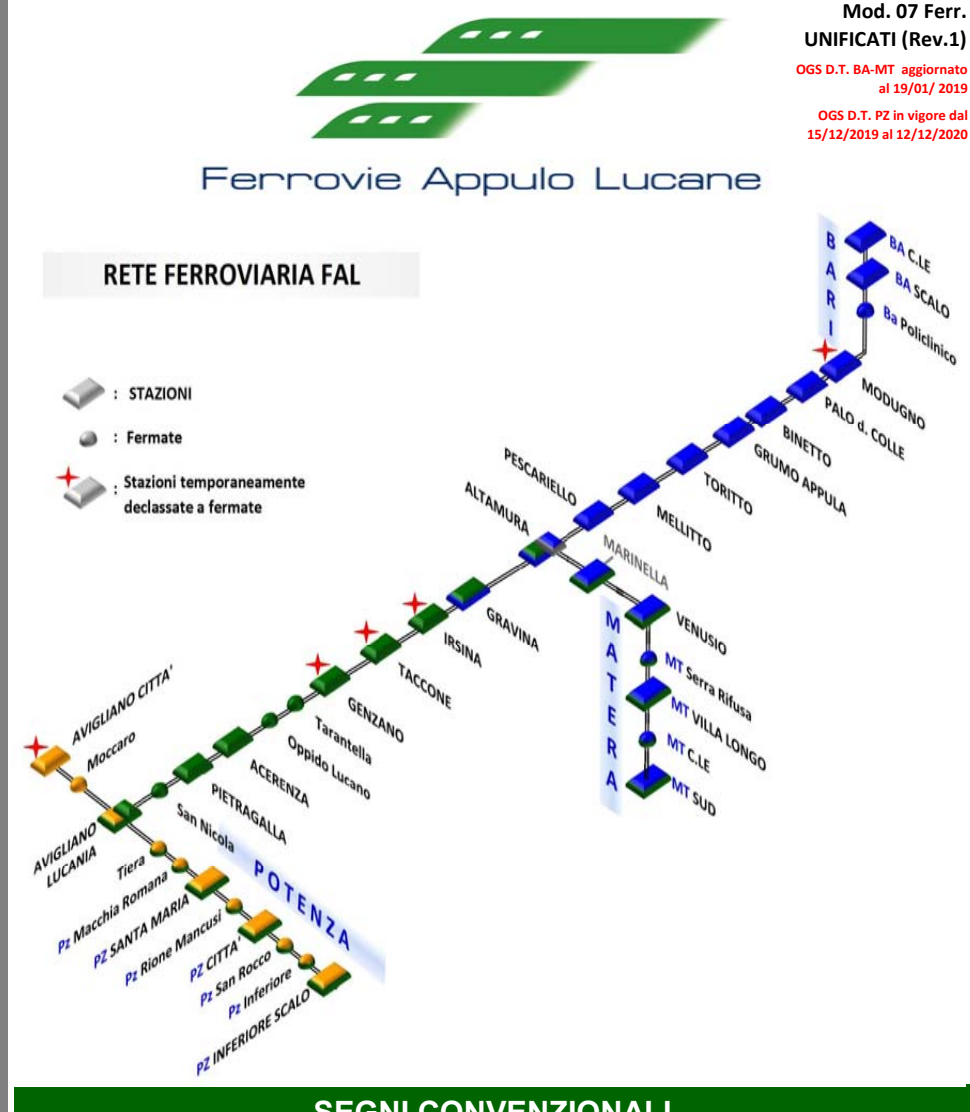 Mod. 07 Ferr.
UNIFICATI (Rev.1)
OGS D.T. BA-MT aggiornato
al 19/01/ 2019
OGS D.T. PZ in vigore dal
15/12/2019 al 12/12/2020
Ferrovie Appulo Lucane
RETE FERROVIARIA FAL
: STAZIONI
: Fermate
: Stazioni temporaneamente
declassate a fermate
BARI
BA C.LE
BA SCALO
Ba Policlinico
MODUGNO
PALO d. COLLE
BINETTO
GRUMO APPULA
TORITTO
MELLITTO
PESCARIELLO
ALTAMURA
MARINELLA
VENUSIO
MATERA
MT Serra Rifusa
MT VILLA LONGO
MT C.LE
MT SUD
GRAVINA
IRSINA
TACCONE
GENZANO
Tarantella
Oppido Lucano
ACERENZA
PIETRAGALLA
San Nicola
AVIGLIANO CITTA'
Moccaro
AVIGLIANO
LUCANIA
POTENZA
Tiera
Pz Macchia Romana
PZ SANTA MARIA
Pz Rione Mancusi
PZ CITTA'
Pz San Rocco
Pz Inferiore
PZ INFERIORE SCALO
SEGNI CONVENZIONALI